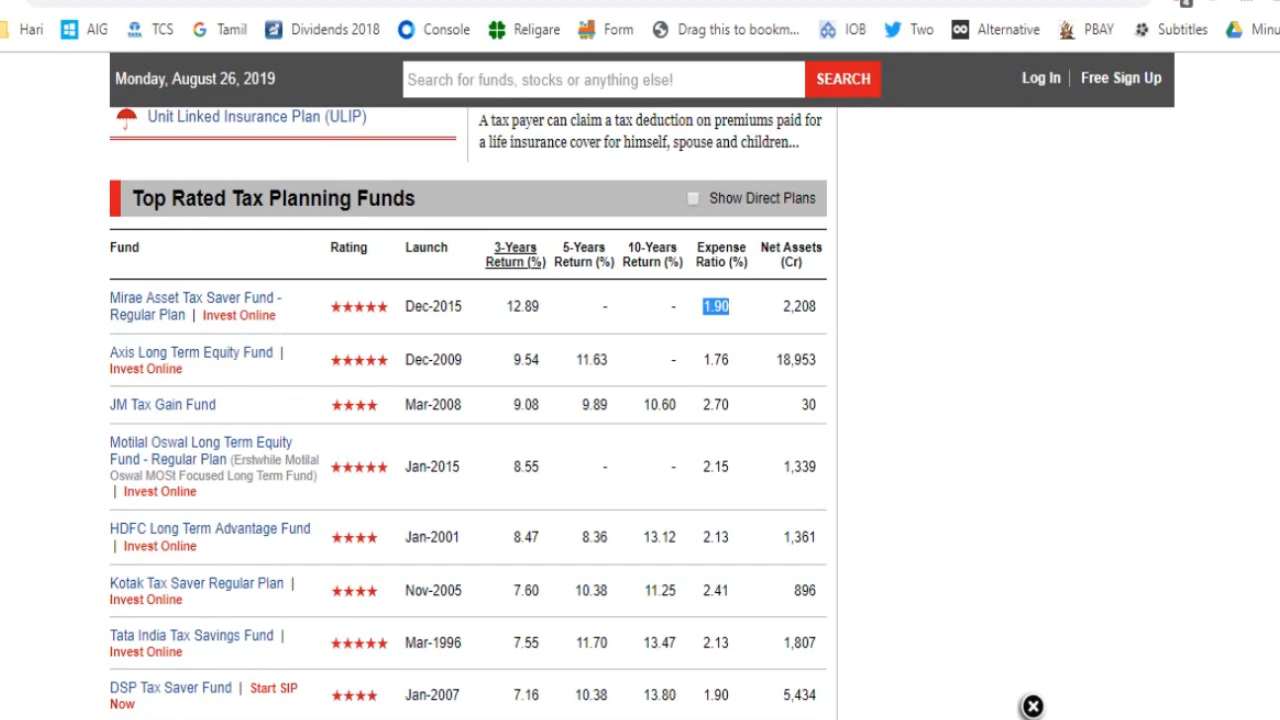 Hari AIG TCS Tamil Dividends 2018 Console Religare Form Drag this to bookm... IOB Two Alternative PBAY Subtitles Minu
Monday, August 26, 2019 Search for funds, stocks or anything else! SEARCH Log In | Free Sign Up
Unit Linked Insurance Plan (ULIP)
A tax payer can claim a tax deduction on premiums paid for
a life insurance cover for himself, spouse and children...
Top Rated Tax Planning Funds Show Direct Plans
Fund Rating Launch 3-Years Return (%) 5-Years Return (%) 10-Years Return (%) Expense Ratio (%) Net Assets (Cr)
Mirae Asset Tax Saver Fund -
Regular Plan | Invest Online ★★★★★ Dec-2015 12.89 - - 1.90 2,208
Axis Long Term Equity Fund |
Invest Online ★★★★★ Dec-2009 9.54 11.63 - 1.76 18,953
JM Tax Gain Fund ★★★★ Mar-2008 9.08 9.89 10.60 2.70 30
Motilal Oswal Long Term Equity
Fund - Regular Plan (Erstwhile Motilal
Oswal MOSt Focused Long Term Fund)
| Invest Online ★★★★★ Jan-2015 8.55 - - 2.15 1,339
HDFC Long Term Advantage Fund
| Invest Online ★★★★ Jan-2001 8.47 8.36 13.12 2.13 1,361
Kotak Tax Saver Regular Plan |
Invest Online ★★★★ Nov-2005 7.60 10.38 11.25 2.41 896
Tata India Tax Savings Fund |
Invest Online ★★★★★ Mar-1996 7.55 11.70 13.47 2.13 1,807
DSP Tax Saver Fund | Start SIP
Now ★★★★ Jan-2007 7.16 10.38 13.80 1.90 5,434